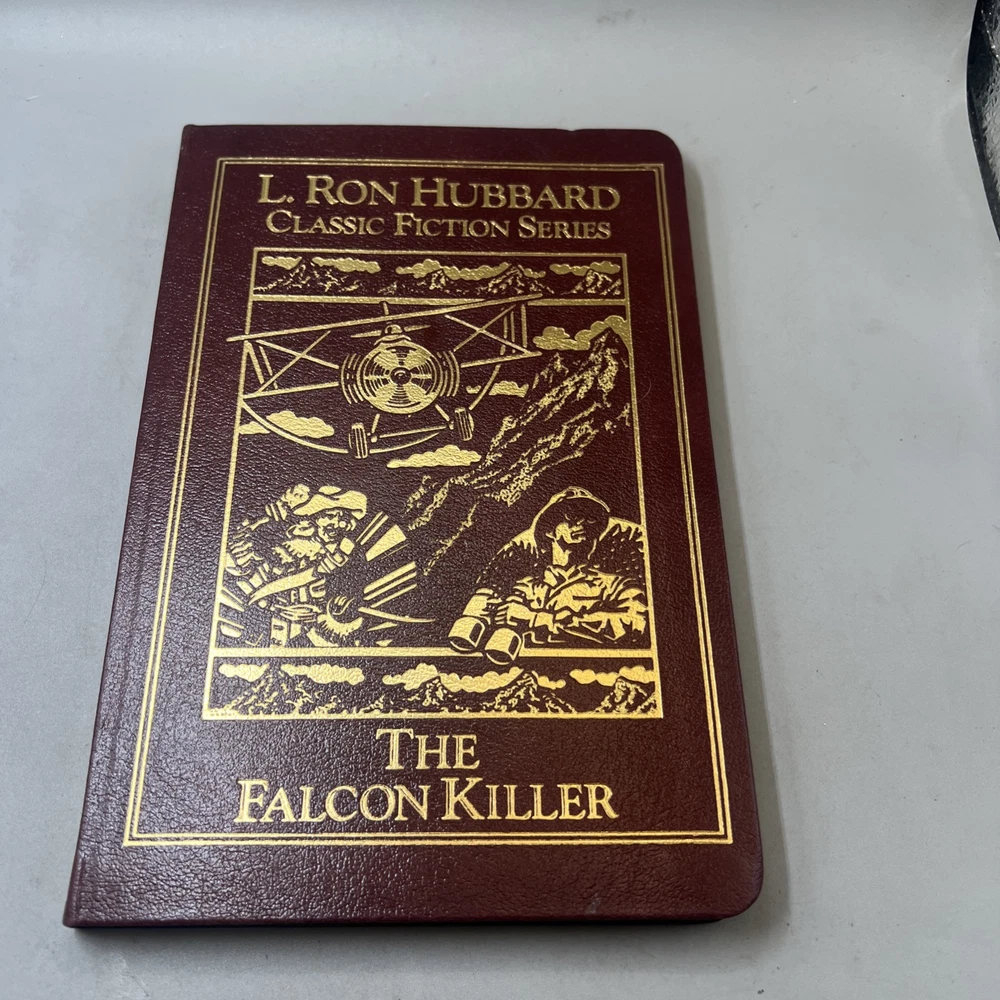 L. RON HUBBARD
CLASSIC FICTION SERIES
THE
FALCON KILLER